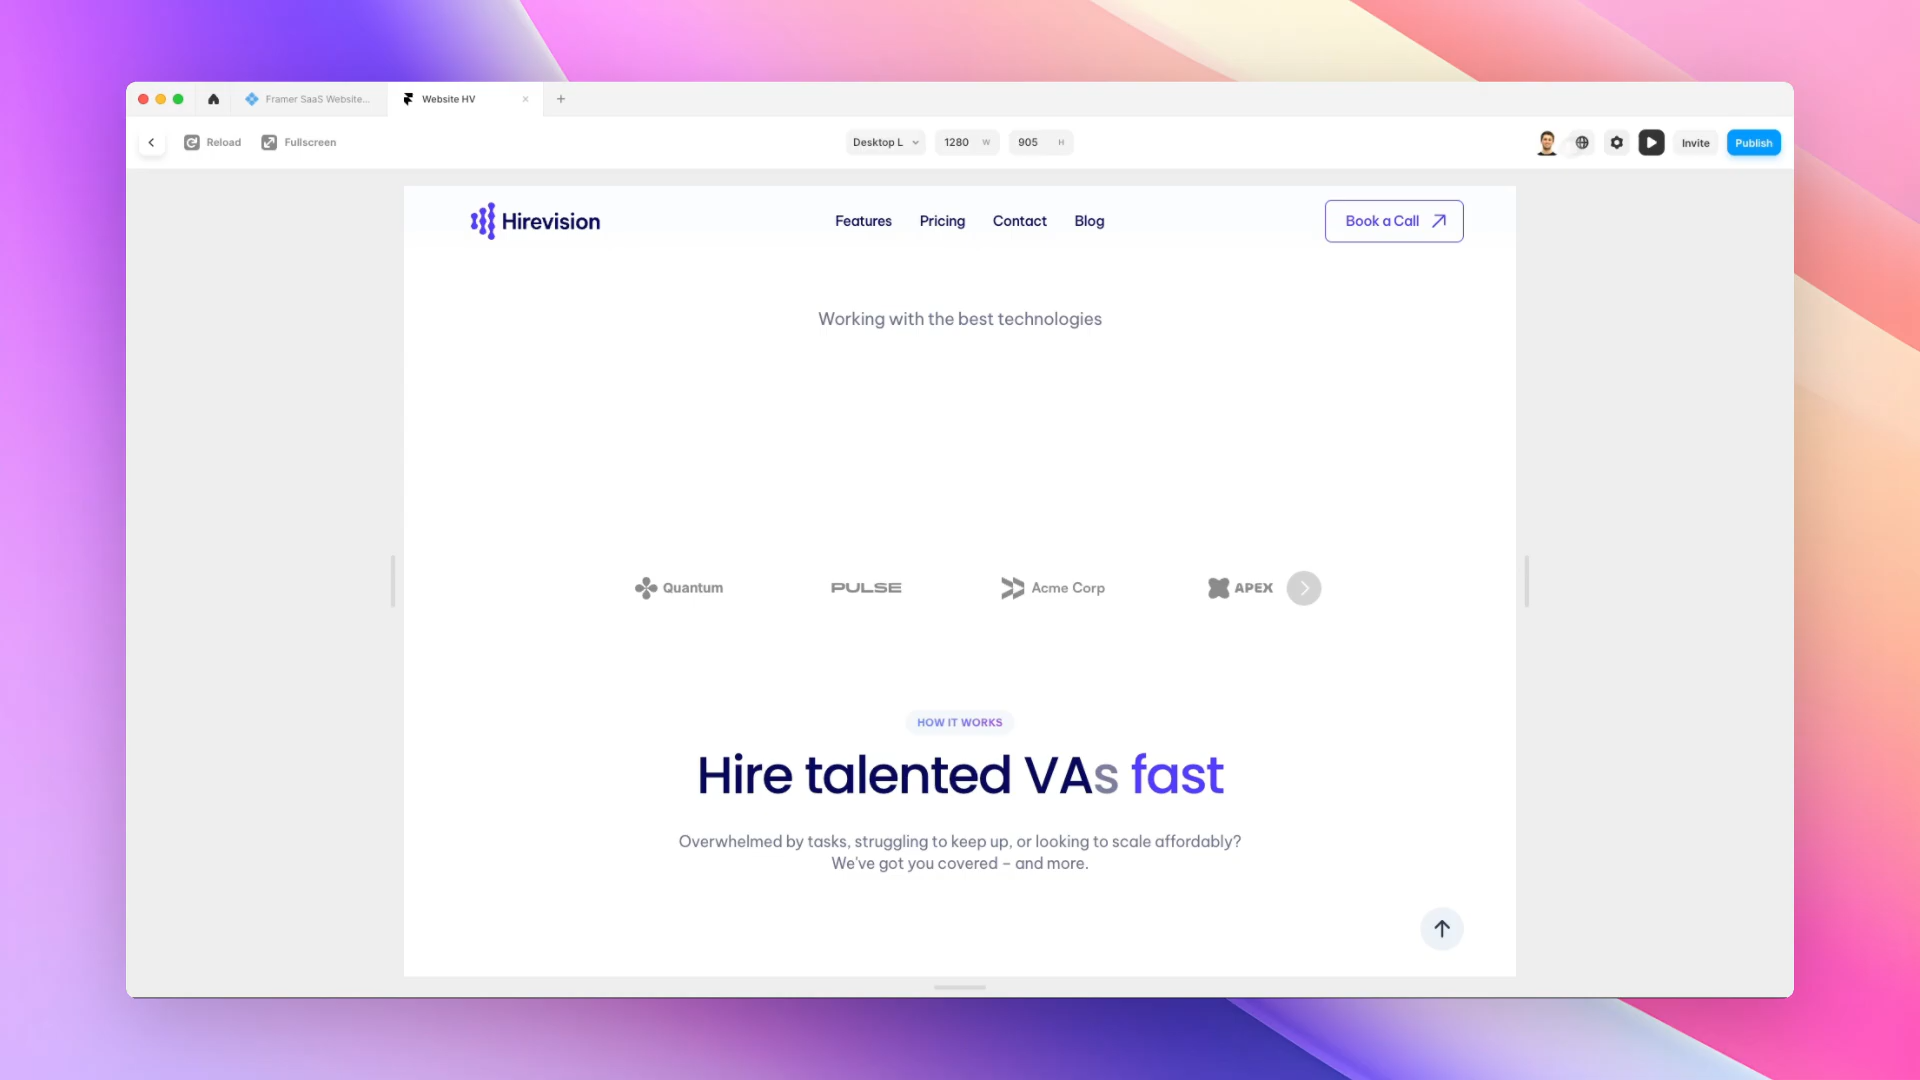 Framer SaaS Website...
Website HV
Reload
Fullscreen
Desktop L
1280 W
905 H
Invite
Publish
Hirevision
Features
Pricing
Contact
Blog
Book a Call
Working with the best technologies
Quantum
PULSE
Acme Corp
APEX
HOW IT WORKS
Hire talented VAs fast
Overwhelmed by tasks, struggling to keep up, or looking to scale affordably?
We've got you covered – and more.